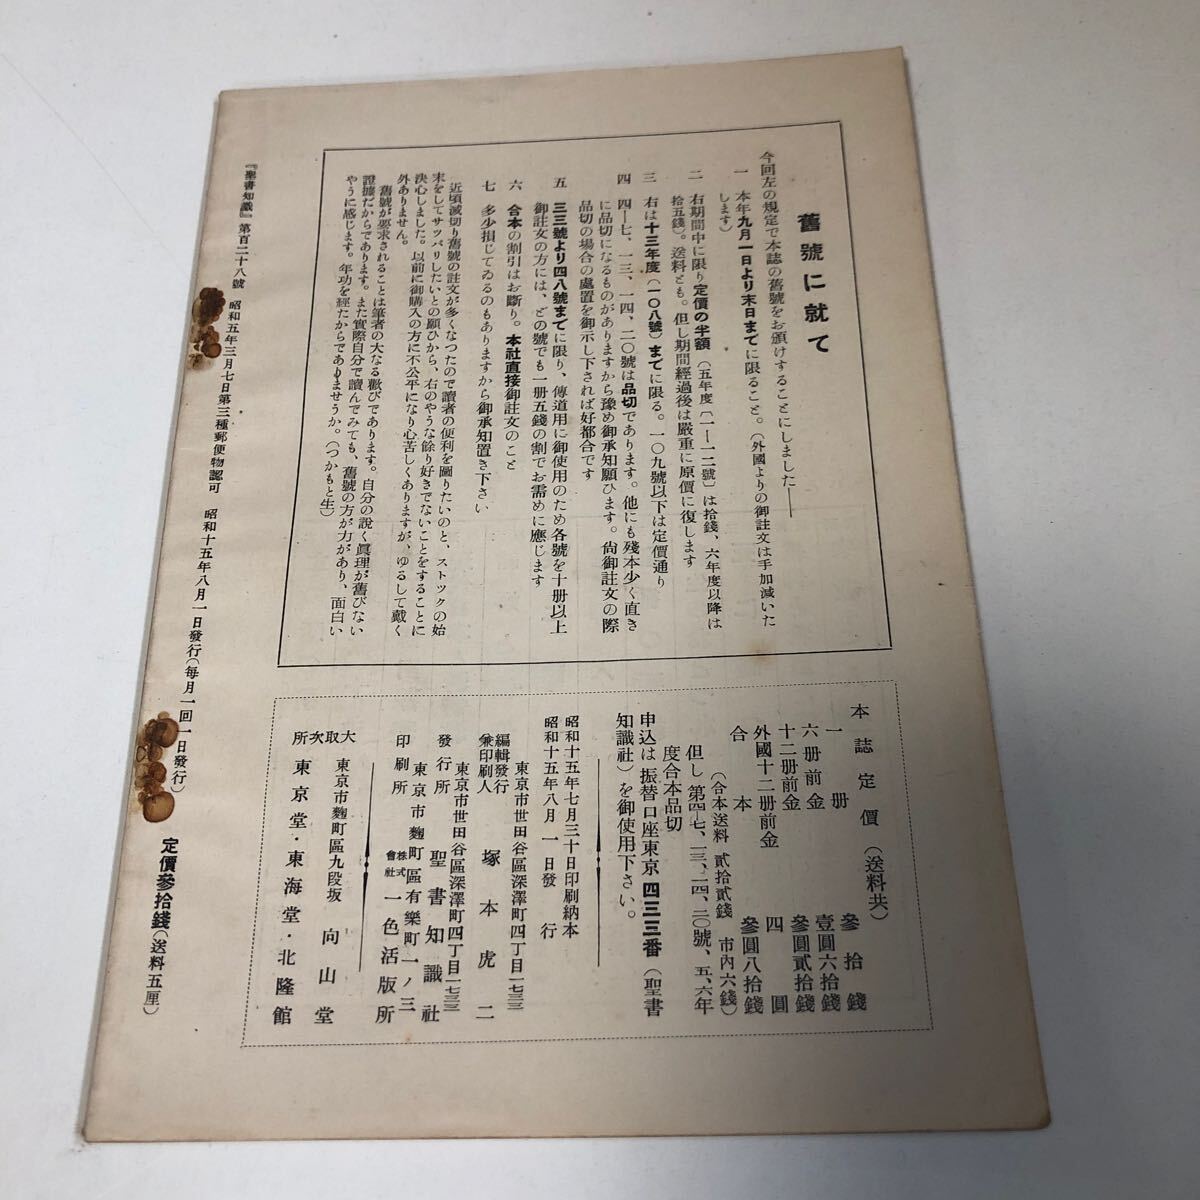 舊號に就て
今回左の規定で本誌の舊號をお頒けすることにしました――
一 本年九月一日より末日までに限ること。(外國よりの御註文は手加減いた
します)
二 右期間中に限り定價の半額(五年度〔一―一二號〕は拾錢、六年度以降は
拾五錢)。送料とも。但し期間經過後は嚴重に原價に復します
三 右は十三年度(一〇八號)までに限る。一〇九號以下は定價通り
四 四―七、一三、一四、二〇號は品切であります。他にも殘本少く直き
に品切になるものがありますから豫め御承知願ひます。尙御註文の際
品切の場合の處置を御示し下されば好都合です
五 三三號より四八號までに限り、傳道用に御使用のため各號を十册以上
御註文の方には、どの號でも一册五錢の割でお需めに應じます
六 合本の割引はお斷り。本社直接御註文のこと
七 多少損じてゐるのもありますから御承知置き下さい
近頃滅切り舊號の註文が多くなつたので讀者の便利を圖りたいのと、ストツクの始
末をしてサツパリしたいとの願ひから、右のやうな餘り好きでないことをすることに
決心しました。以前に御購入の方に不公平になり心苦しくありますが、ゆるして戴く
外ありません。
舊號が要求されることは筆者の大なる歡びであります。自分の說く眞理が舊びない
證據だからであります。また實際自分で讀んでみても、舊號の方が力があり、面白い
やうに感じます。年功を經たからでありませうか。(つかもと生)
本誌定價(送料共)
一册 參拾錢
六册前金 壹圓六拾錢
十二册前金 參圓貳拾錢
外國十二册前金 四圓
合本 參圓八拾錢
(合本送料 貳拾貳錢 市內六錢)
但し第四―七、一三、一四、二〇號、五、六年
度合本品切
申込は振替口座東京四三三番(聖書
知識社)を御使用下さい。
昭和十五年七月三十日印刷納本
昭和十五年八月一日發行
東京市世田谷區深澤町四丁目一七三三
編輯發行
兼印刷人 塚本虎二
東京市世田谷區深澤町四丁目一七三三
發行所 聖書知識社
東京市麴町區有樂町一ノ三
印刷所 株式會社 一色活版所
大取次所
東京市麴町區九段坂 向山堂
東京堂・東海堂・北隆館
『聖書知識』第百二十八號 昭和五年三月七日第三種郵便物認可 昭和十五年八月一日發行(每月一回一日發行) 定價參拾錢(送料五厘)